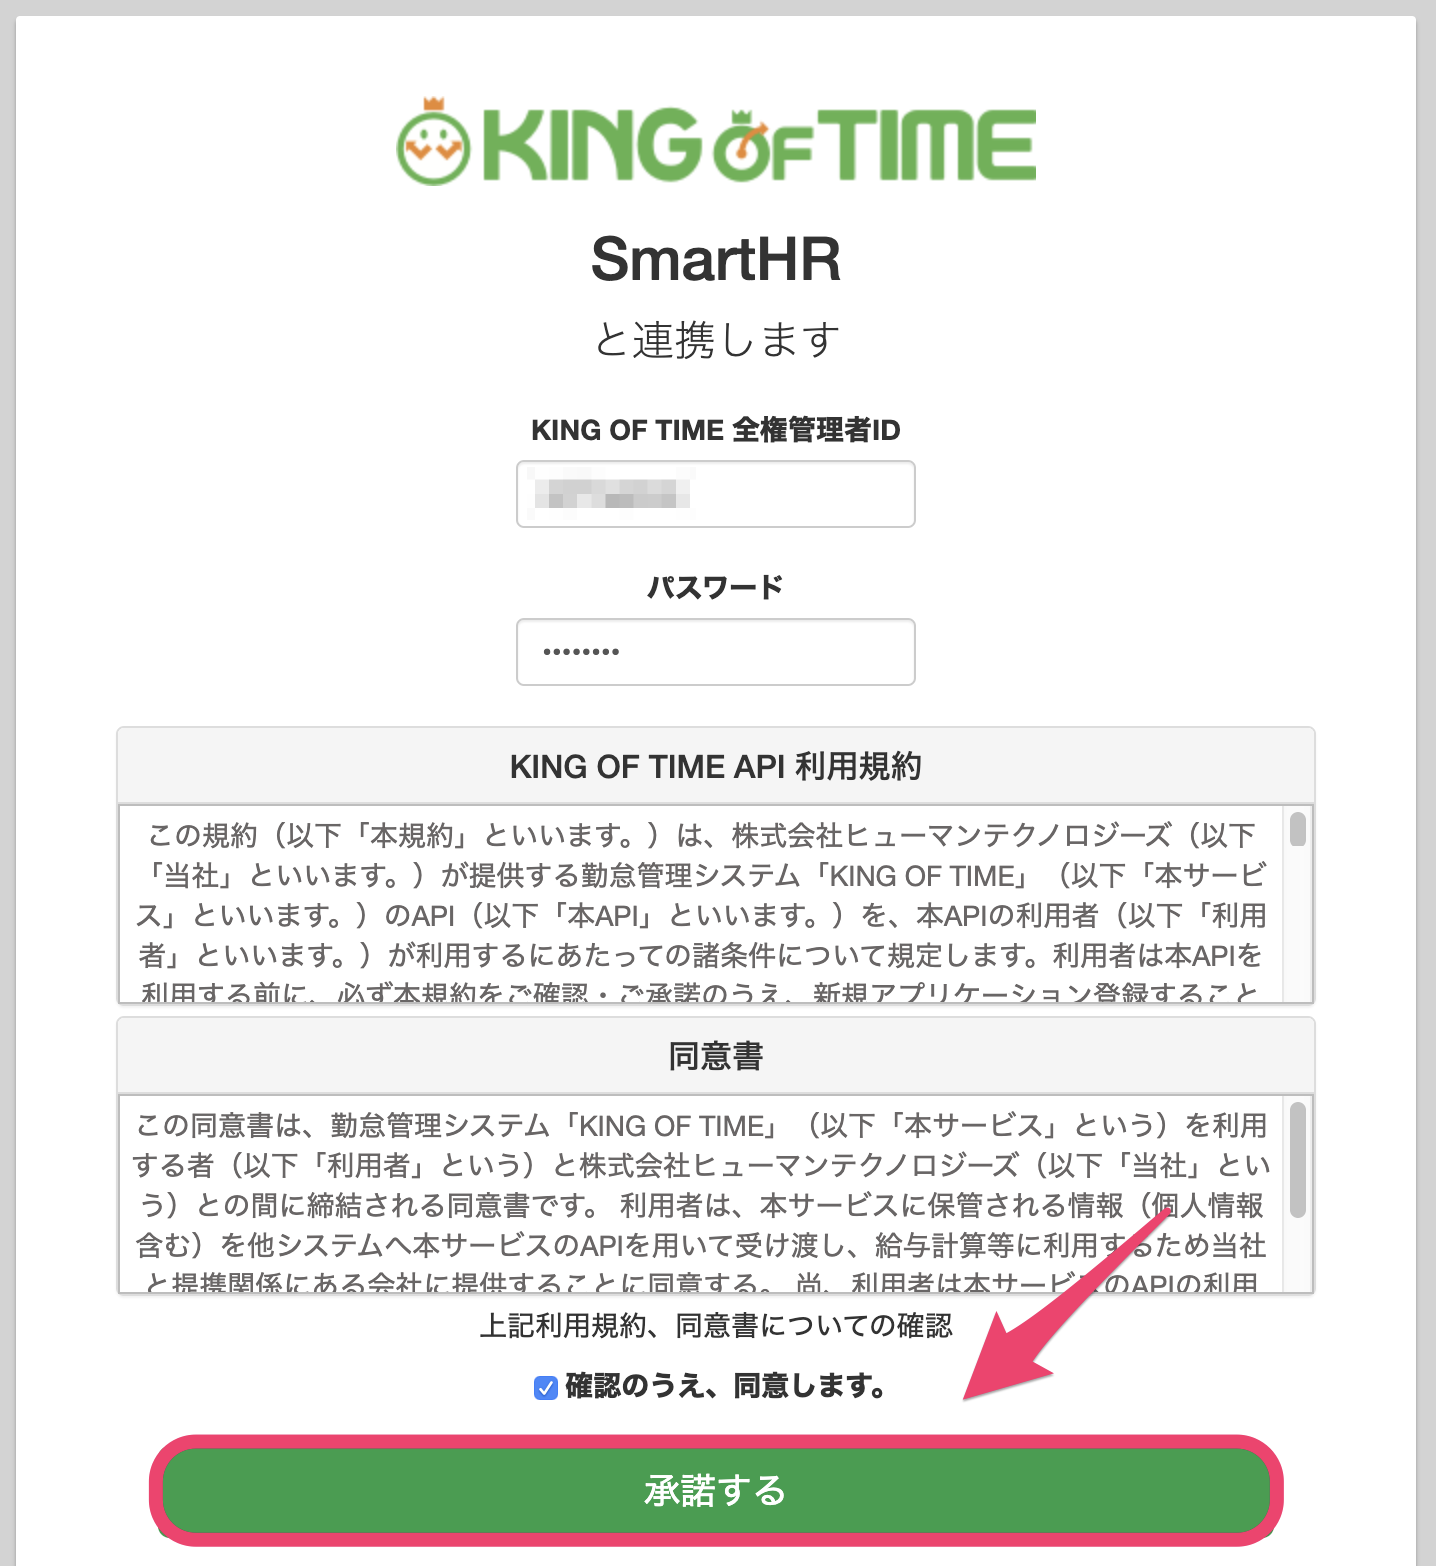 KING OF TIME
SmartHR
と連携します
KING OF TIME 全権管理者ID
パスワード
••••••••
KING OF TIME API 利用規約
この規約（以下「本規約」といいます。）は、株式会社ヒューマンテクノロジーズ（以下
「当社」といいます。）が提供する勤怠管理システム「KING OF TIME」（以下「本サービ
ス」といいます。）のAPI（以下「本API」といいます。）を、本APIの利用者（以下「利用
者」といいます。）が利用するにあたっての諸条件について規定します。利用者は本APIを
利用する前に、必ず本規約をご確認・ご承諾のうえ、新規アプリケーション登録すること
同意書
この同意書は、勤怠管理システム「KING OF TIME」（以下「本サービス」という）を利用
する者（以下「利用者」という）と株式会社ヒューマンテクノロジーズ（以下「当社」とい
う）との間に締結される同意書です。 利用者は、本サービスに保管される情報（個人情報
含む）を他システムへ本サービスのAPIを用いて受け渡し、給与計算等に利用するため当社
と提携関係にある会社に提供することに同意する。 尚、利用者は本サービスのAPIの利用
上記利用規約、同意書についての確認
確認のうえ、同意します。
承諾する